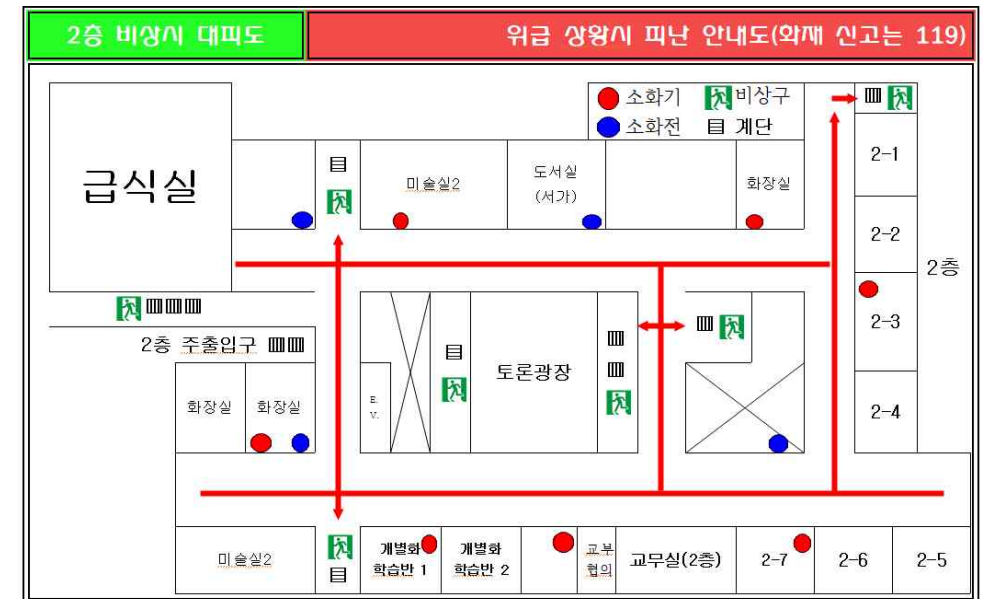 2층 비상시 대피도
위급 상황시 피난 안내도(화재 신고는 119)
소화기 비상구
소화전 계단
급식실
미술실2
도서실
(서가)
화장실
2-1
2-2
2층
2-3
2-4
2층 주출입구
토론광장
E.
V.
화장실 화장실
미술실2
개별화
학습반 1
개별화
학습반 2
교부
협의
교무실(2층)
2-7
2-6
2-5